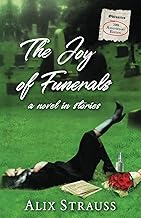 The Joy
of Funerals
a novel in stories
Alix Strauss